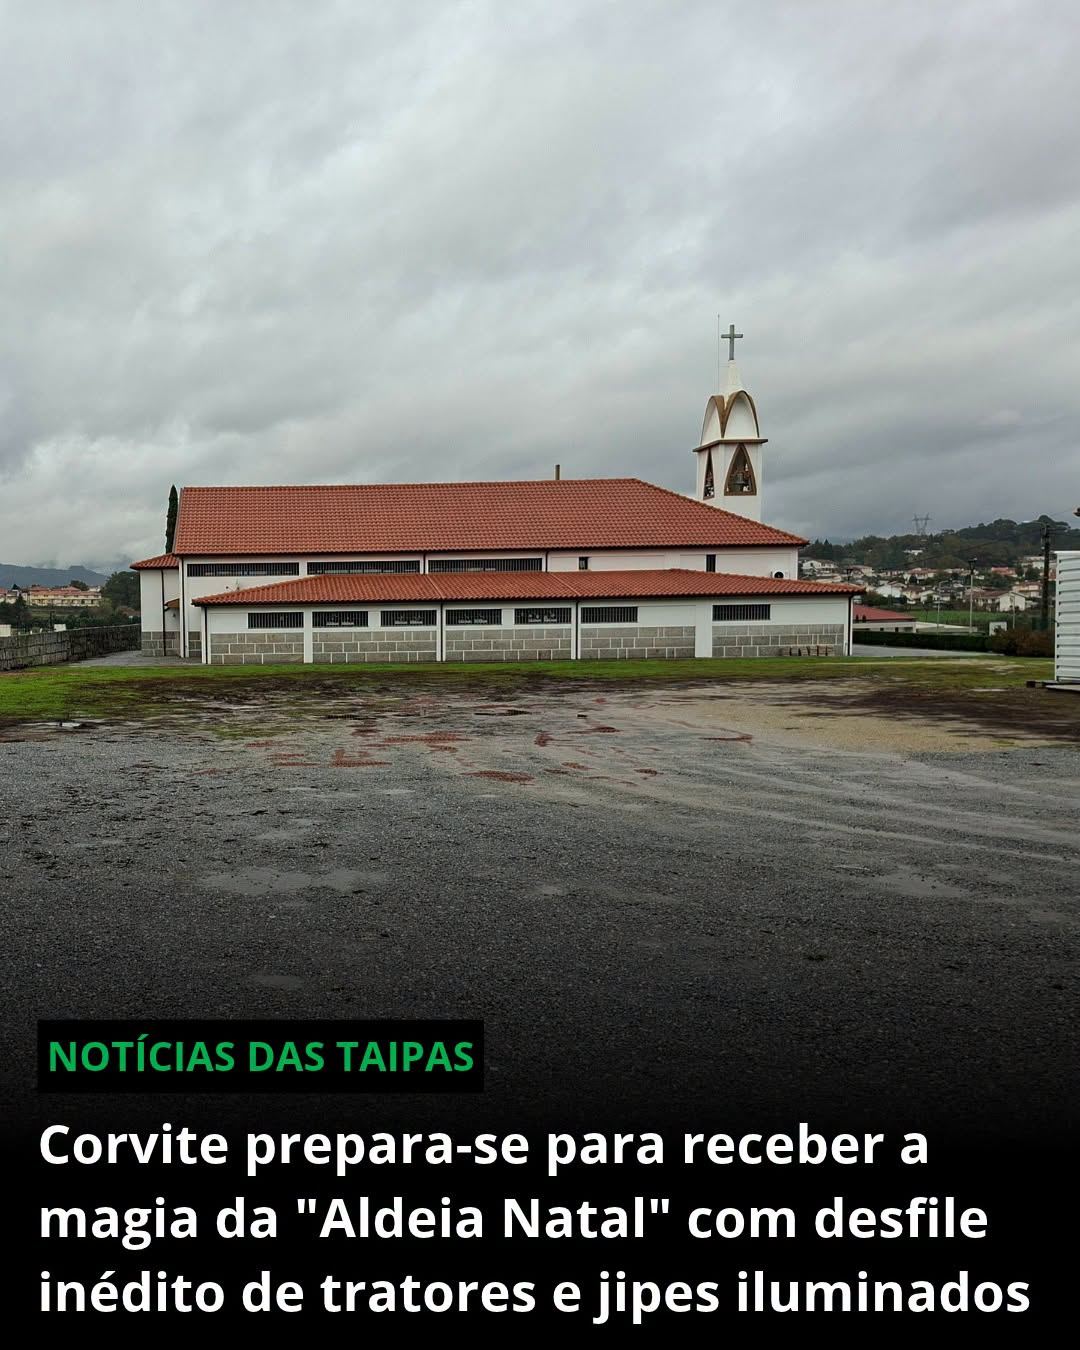 NOTÍCIAS DAS TAIPAS
Corvite prepara-se para receber a
magia da "Aldeia Natal" com desfile
inédito de tratores e jipes iluminados